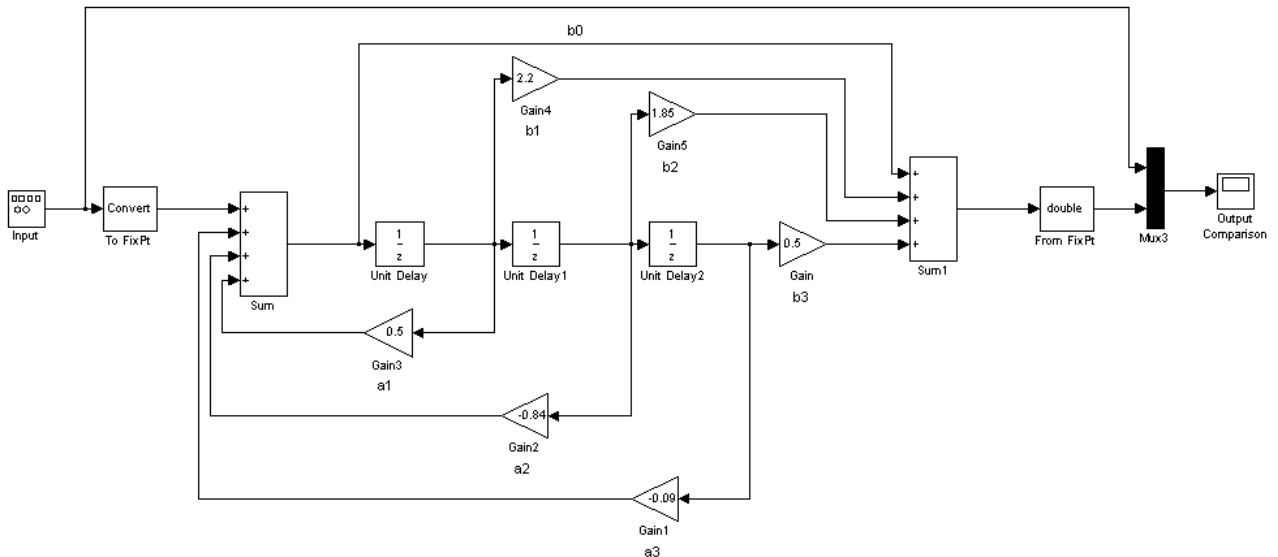 b0
2.2
Gain4
b1
1.85
Gain5
b2
Input
Convert
To FixPt
+
+
+
+
Sum
1
z
Unit Delay
1
z
Unit Delay1
1
z
Unit Delay2
0.5
Gain
b3
+
+
+
+
Sum1
double
From FixPt
Mux3
Output
Comparison
0.5
Gain3
a1
-0.84
Gain2
a2
-0.09
Gain1
a3